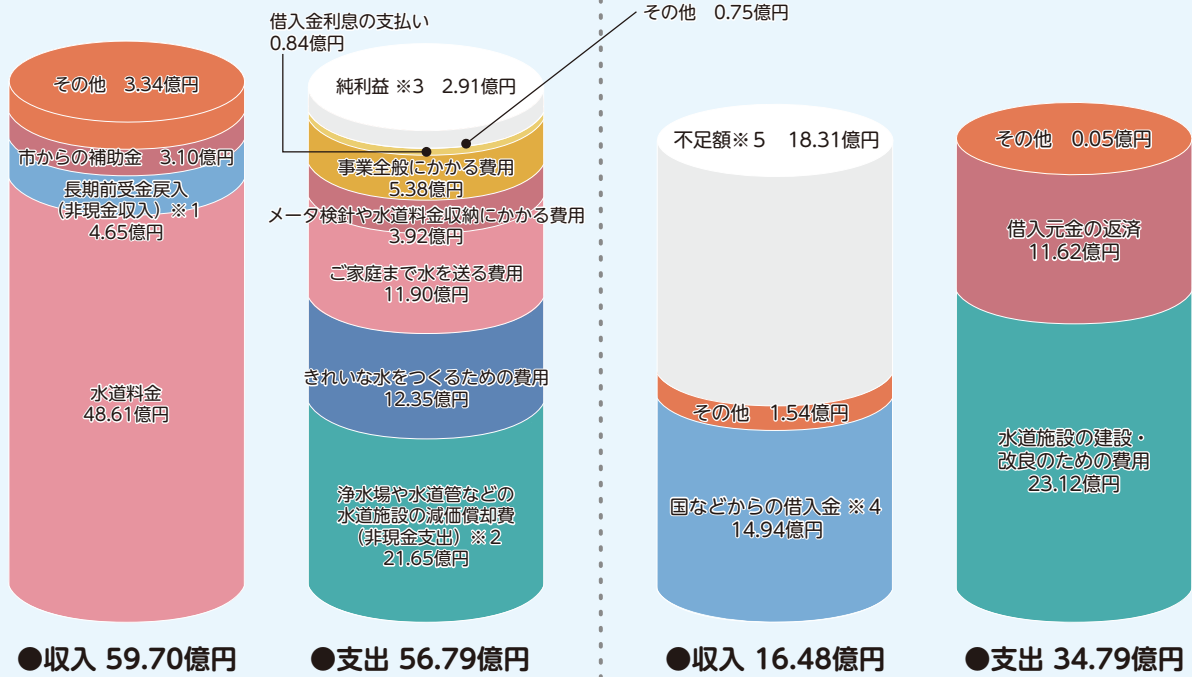 その他 3.34億円
市からの補助金 3.10億円
長期前受金戻入
(非現金収入)※1
4.65億円
水道料金
48.61億円
●収入 59.70億円
借入金利息の支払い
0.84億円
その他 0.75億円
純利益 ※3 2.91億円
事業全般にかかる費用
5.38億円
メータ検針や水道料金収納にかかる費用
3.92億円
ご家庭まで水を送る費用
11.90億円
きれいな水をつくるための費用
12.35億円
浄水場や水道管などの
水道施設の減価償却費
(非現金支出)※2
21.65億円
●支出 56.79億円
不足額※5 18.31億円
その他 1.54億円
国などからの借入金 ※4
14.94億円
●収入 16.48億円
その他 0.05億円
借入元金の返済
11.62億円
水道施設の建設・
改良のための費用
23.12億円
●支出 34.79億円